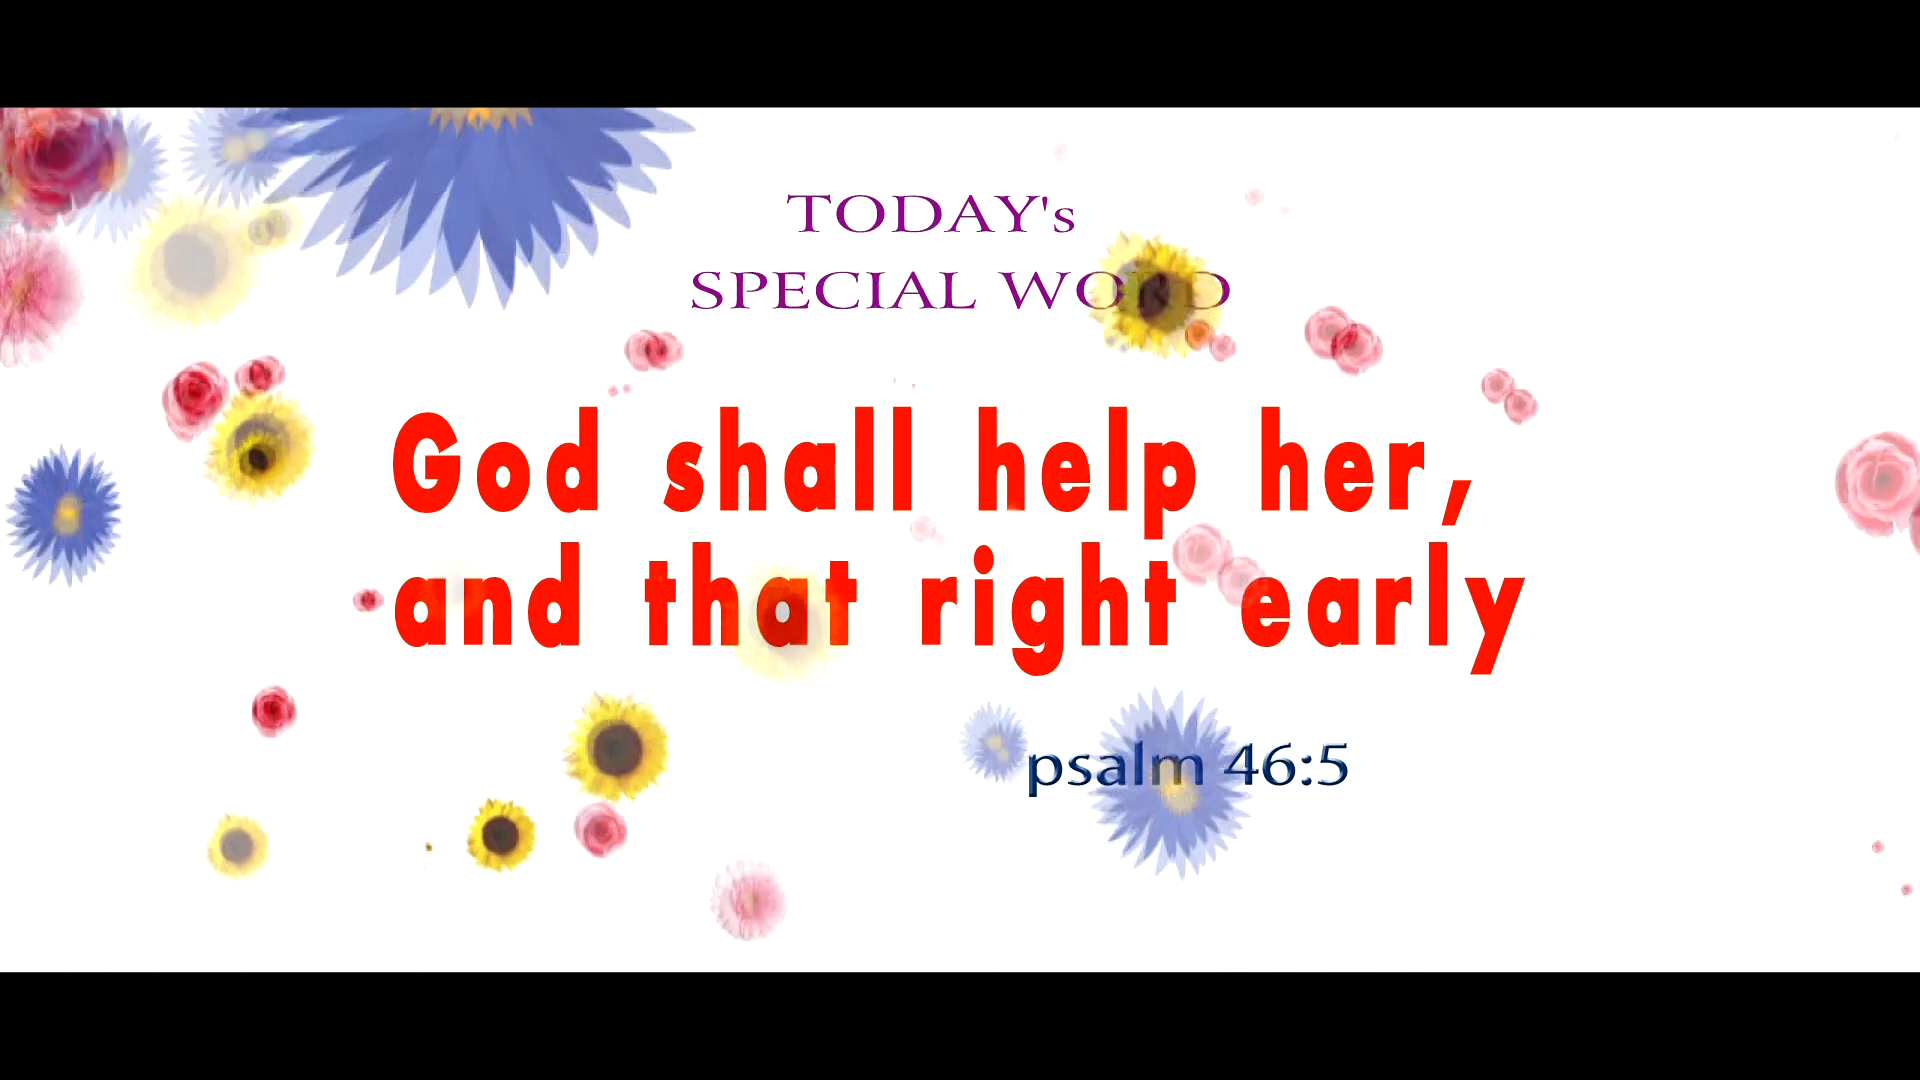 TODAY's
SPECIAL WORD
God shall help her,
and that right early
psalm 46:5